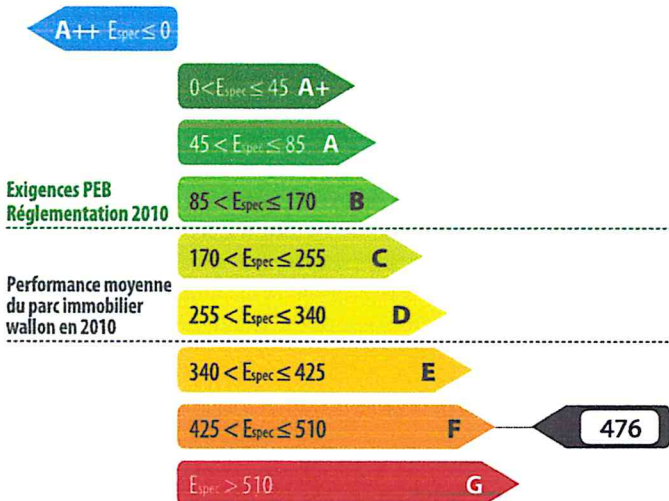 A++ Espec ≤ 0
0 < Espec ≤ 45 A+
45 < Espec ≤ 85 A
Exigences PEB
Réglementation 2010
85 < Espec ≤ 170 B
170 < Espec ≤ 255 C
Performance moyenne
du parc immobilier
wallon en 2010
255 < Espec ≤ 340 D
340 < Espec ≤ 425 E
425 < Espec ≤ 510 F
476
Espec > 510 G